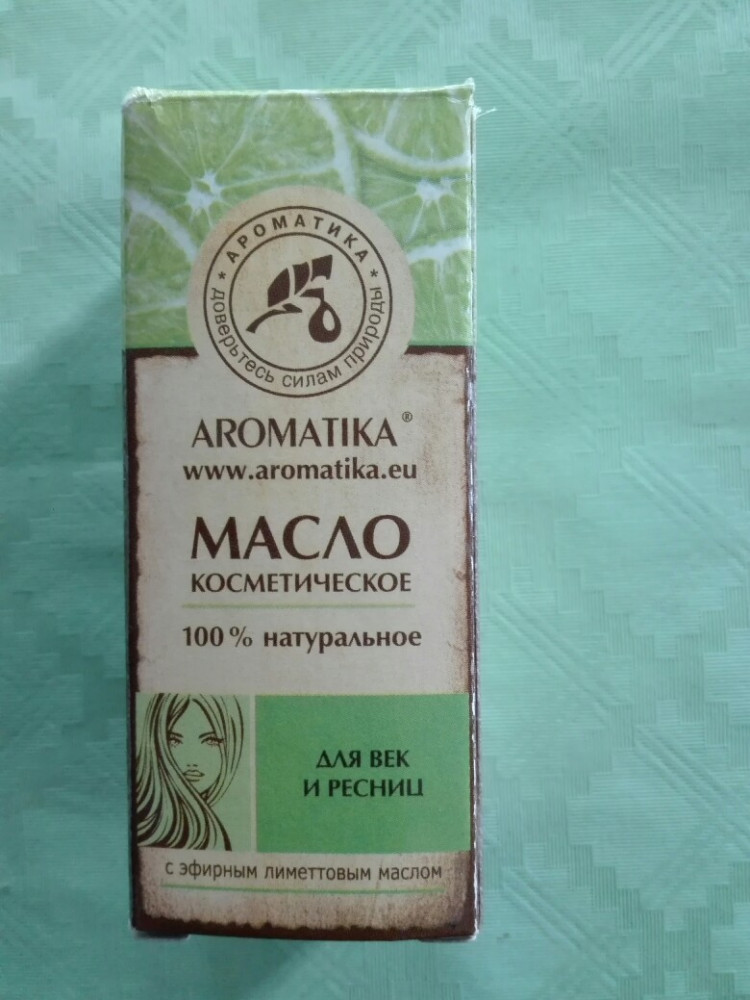 АРОМАТИКА
доверьтесь силам природы
AROMATIKA®
www.aromatika.eu
МАСЛО
КОСМЕТИЧЕСКОЕ
100 % натуральное
ДЛЯ ВЕК
И РЕСНИЦ
с эфирным лиметтовым маслом